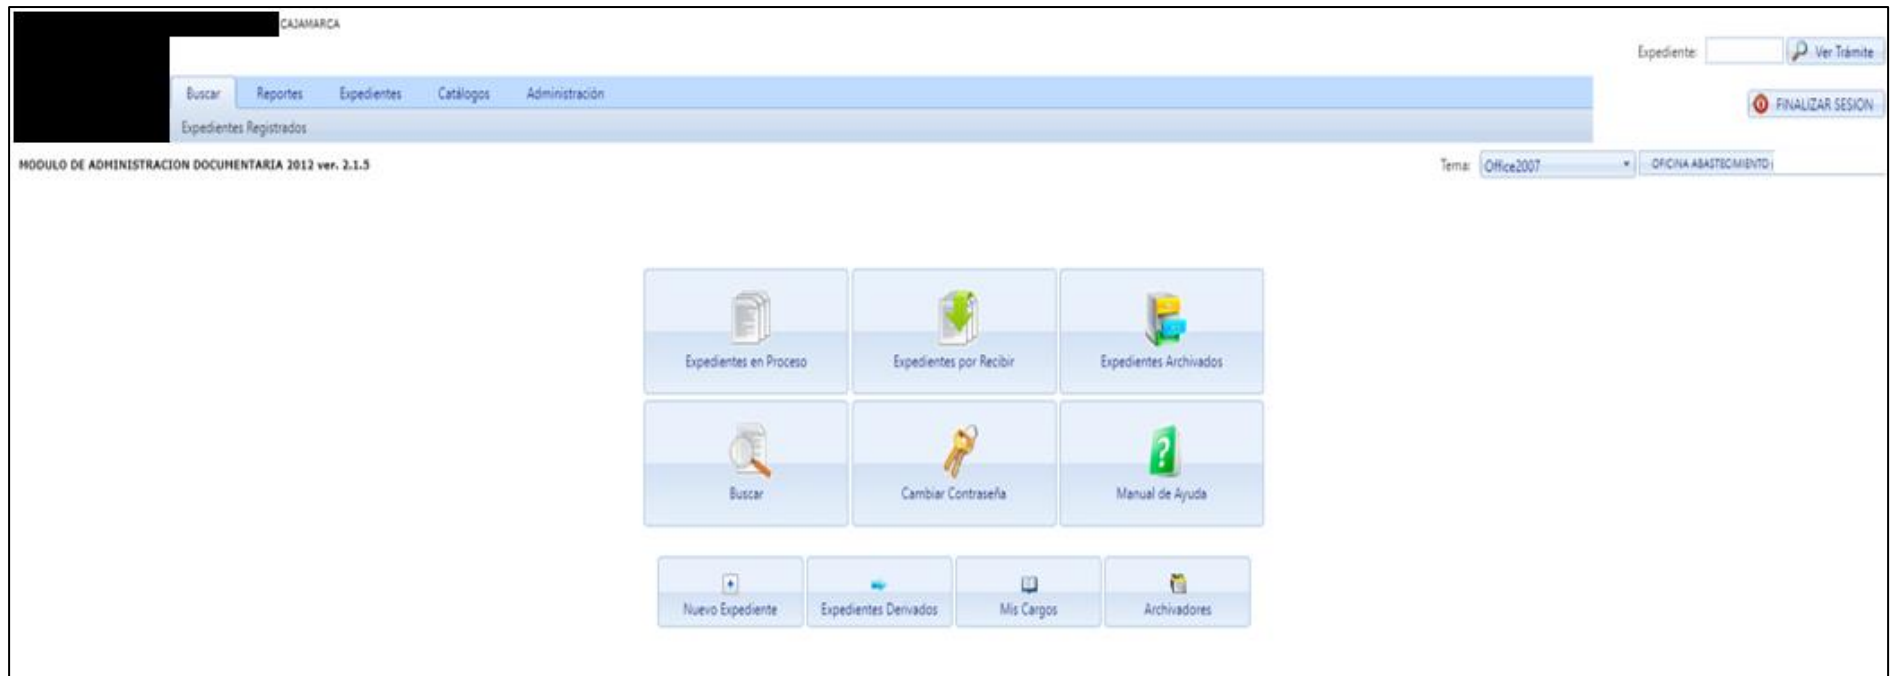 CAJAMARCA
Expediente: Ver Trámite
Buscar Reportes Expedientes Catálogos Administración
FINALIZAR SESION
Expedientes Registrados
MODULO DE ADMINISTRACION DOCUMENTARIA 2012 ver. 2.1.5
Tema: Office2007 OFICINA ABASTECIMIENTO
Expedientes en Proceso Expedientes por Recibir Expedientes Archivados
Buscar Cambiar Contraseña Manual de Ayuda
Nuevo Expediente Expedientes Derivados Mis Cargos Archivadores